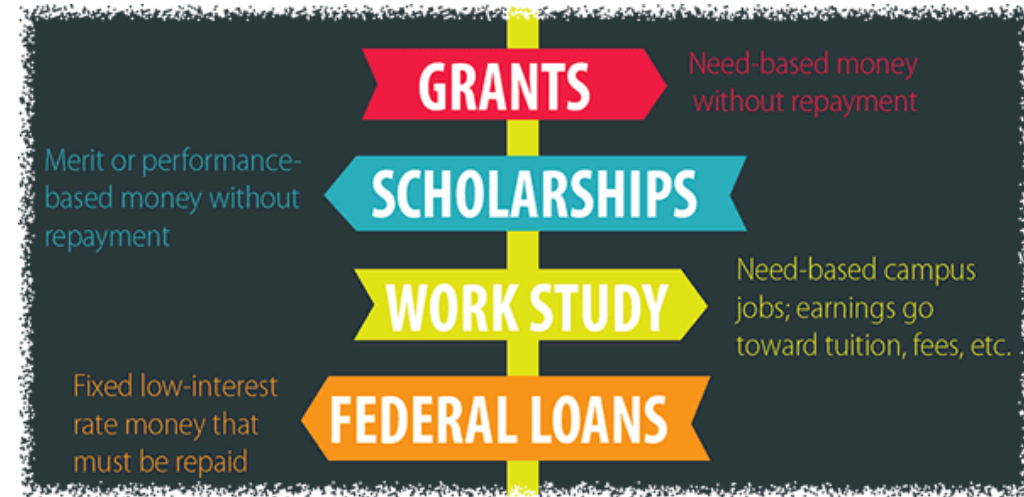 GRANTS
Need-based money
without repayment
Merit or performance-
based money without
repayment
SCHOLARSHIPS
WORK STUDY
Need-based campus
jobs; earnings go
toward tuition, fees, etc.
Fixed low-interest
rate money that
must be repaid
FEDERAL LOANS